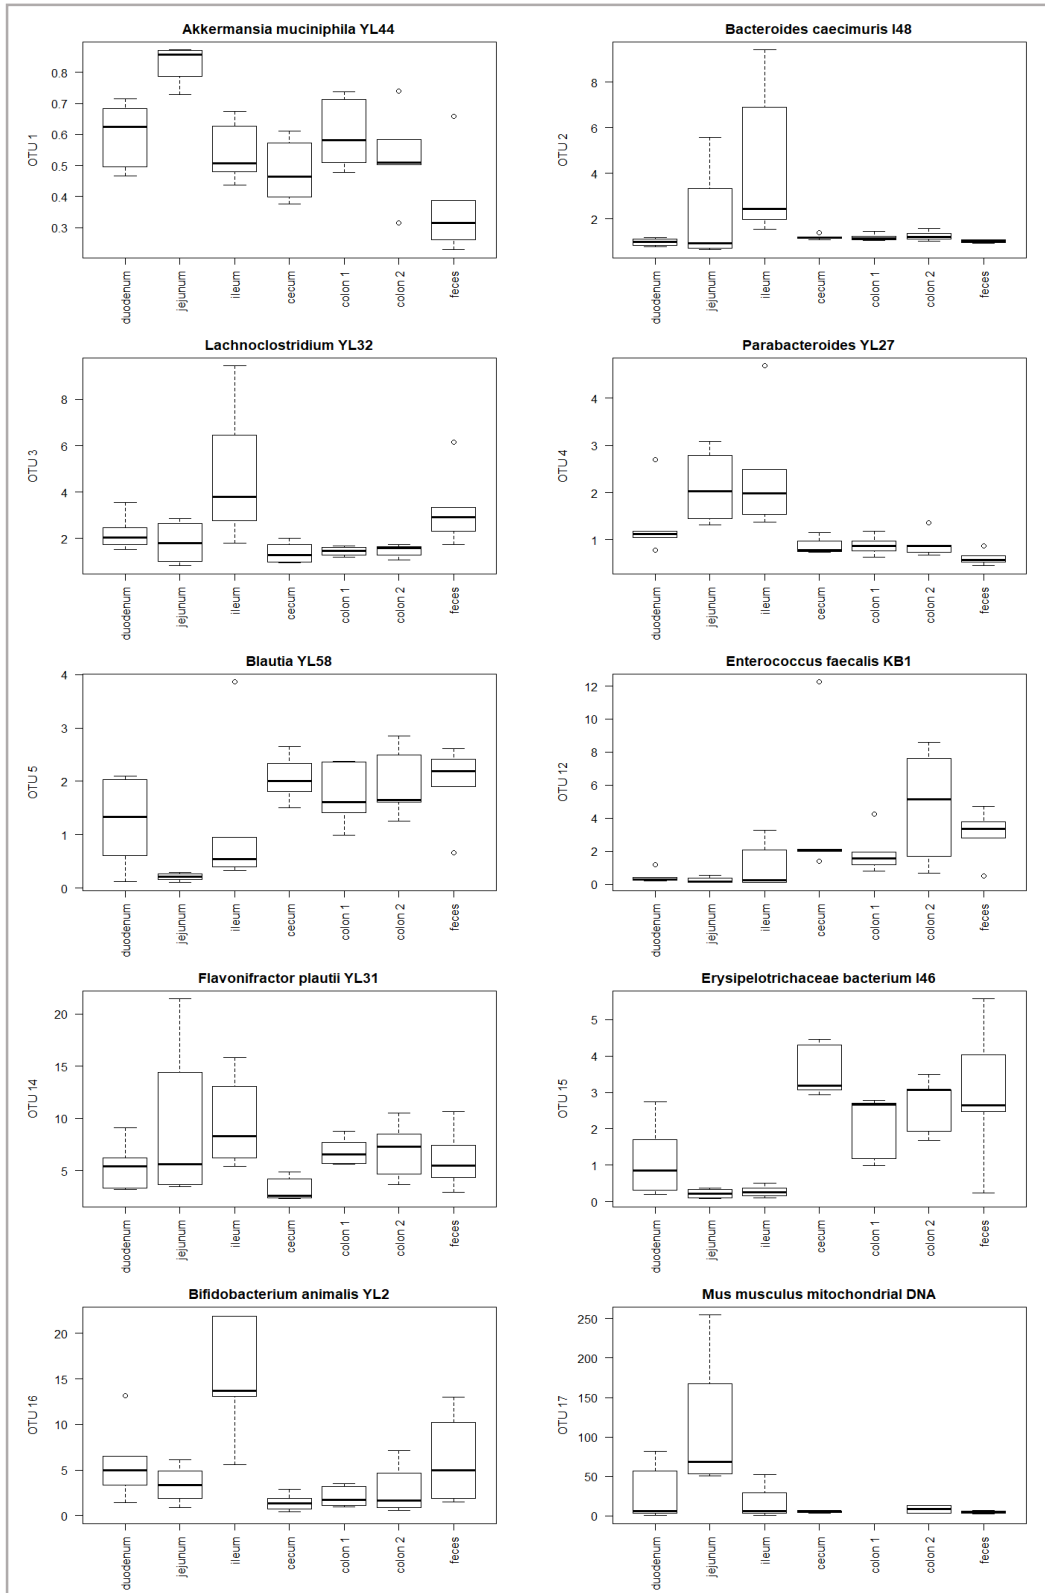 Akkermansia muciniphila YL44
OTU 1
0.8
0.7
0.6
0.5
0.4
0.3
duodenum
jejunum
ileum
cecum
colon 1
colon 2
feces
Bacteroides caecimuris I48
OTU 2
8
6
4
2
duodenum
jejunum
ileum
cecum
colon 1
colon 2
feces
Lachnoclostridium YL32
OTU 3
8
6
4
2
duodenum
jejunum
ileum
cecum
colon 1
colon 2
feces
Parabacteroides YL27
OTU 4
4
3
2
1
duodenum
jejunum
ileum
cecum
colon 1
colon 2
feces
Blautia YL58
OTU 5
4
3
2
1
0
duodenum
jejunum
ileum
cecum
colon 1
colon 2
feces
Enterococcus faecalis KB1
OTU 12
12
10
8
6
4
2
0
duodenum
jejunum
ileum
cecum
colon 1
colon 2
feces
Flavonifractor plautii YL31
OTU 14
20
15
10
5
duodenum
jejunum
ileum
cecum
colon 1
colon 2
feces
Erysipelotrichaceae bacterium I46
OTU 15
5
4
3
2
1
0
duodenum
jejunum
ileum
cecum
colon 1
colon 2
feces
Bifidobacterium animalis YL2
OTU 16
20
15
10
5
0
duodenum
jejunum
ileum
cecum
colon 1
colon 2
feces
Mus musculus mitochondrial DNA
OTU 17
250
200
150
100
50
0
duodenum
jejunum
ileum
cecum
colon 1
colon 2
feces